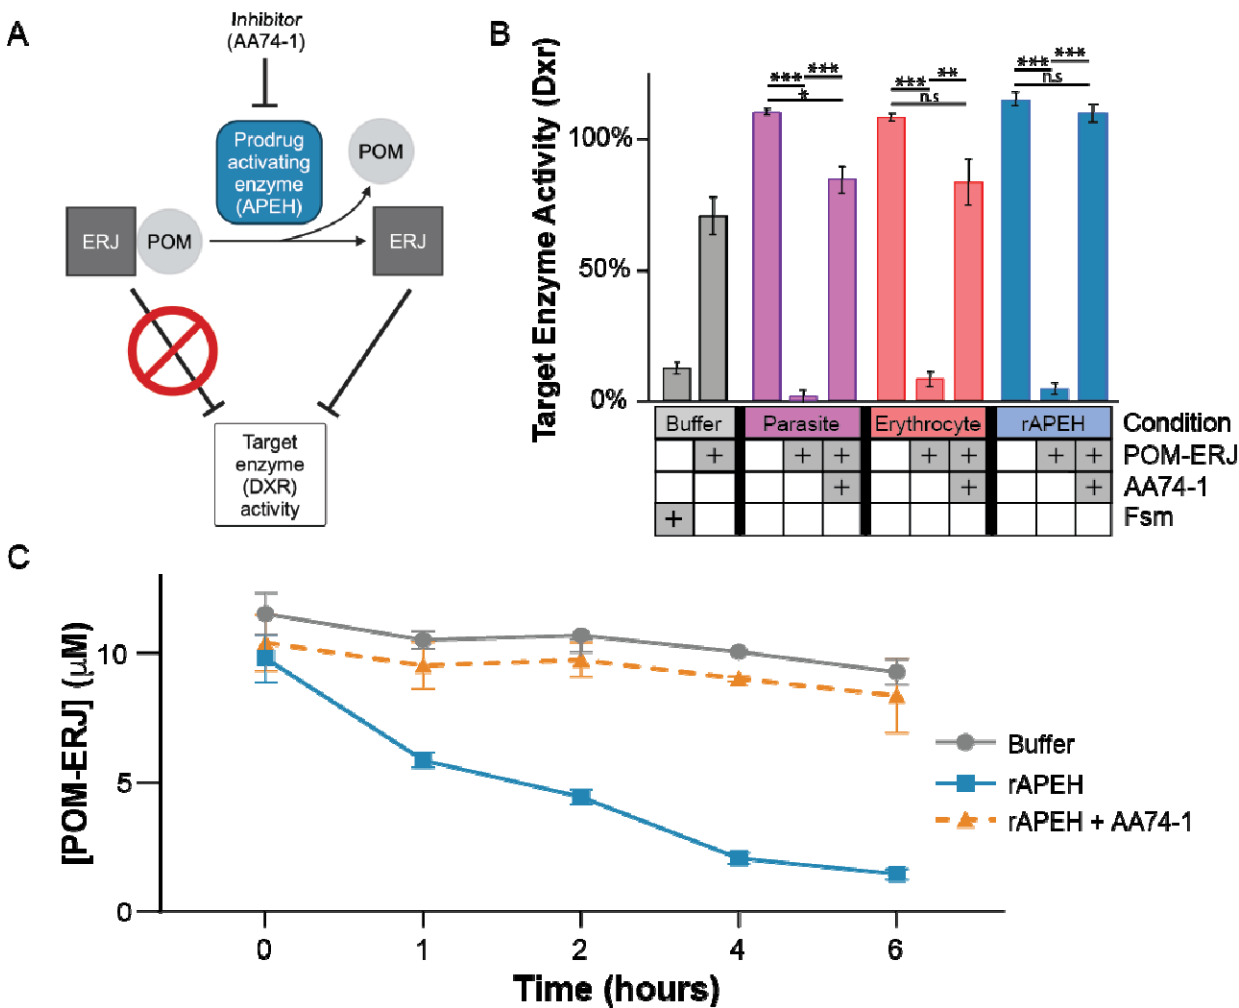 A
Inhibitor
(AA74-1)
Prodrug
activating
enzyme
(APEH)
POM
ERJ
POM
ERJ
Target
enzyme
(DXR)
activity
B
Target Enzyme Activity (Dxr)
100%
50%
0%
*** ***
*
*** **
n.s
*** ***
n.s
Buffer Parasite Erythrocyte rAPEH Condition
+ + + + + + + POM-ERJ
+ + + AA74-1
+ Fsm
C
[POM-ERJ] (μM)
10
5
0
0 1 2 4 6
Time (hours)
Buffer
rAPEH
rAPEH + AA74-1